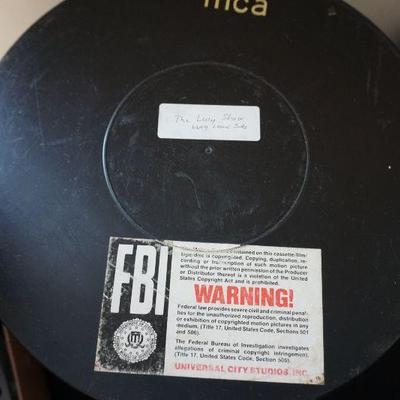 mca
The Lucy Show
FBI
contained on this cassette/film/
tape/disc is copyrighted. Copying, duplication, re-
cording or transcription of such motion picture
without the prior written permission of the Producer
or Distributor thereof is a violation of the United
States Copyright Act and is prohibited.
WARNING!
Federal law provides severe civil and criminal penal-
ties for the unauthorized reproduction, distribution
or exhibition of copyrighted motion pictures in any
medium. (Title 17, United States Code, Sections 501
and 506).
The Federal Bureau of Investigation investigates
allegations of criminal copyright infringement.
(Title 17, United States Code, Section 506).
UNIVERSAL CITY STUDIOS, INC.